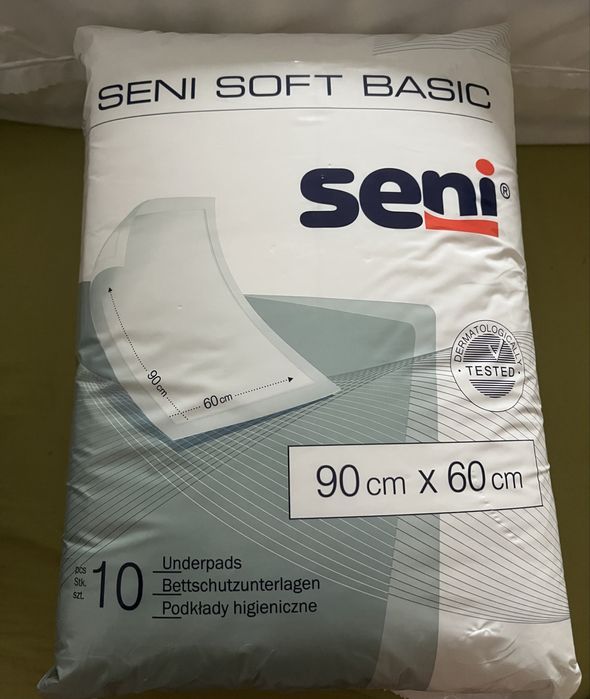 SENI SOFT BASIC
seni®
DERMATOLOGICALLY
TESTED
90 cm
60 cm
90 cm x 60 cm
pcs
Stk.
szt.
10
Underpads
Bettschutzunterlagen
Podkłady higieniczne